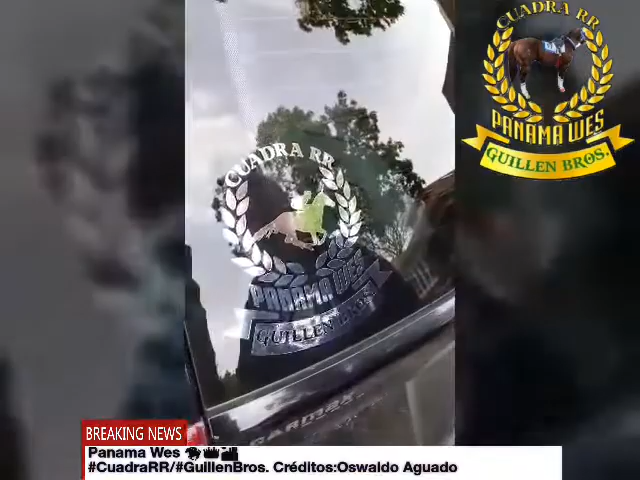 CUADRA RR
PANAMA WES
GUILLEN BROS.
CUADRA RR
PANAMA WES
GUILLEN BROS.
BREAKING NEWS
Panama Wes
#CuadraRR/#GuillenBros. Créditos:Oswaldo Aguado